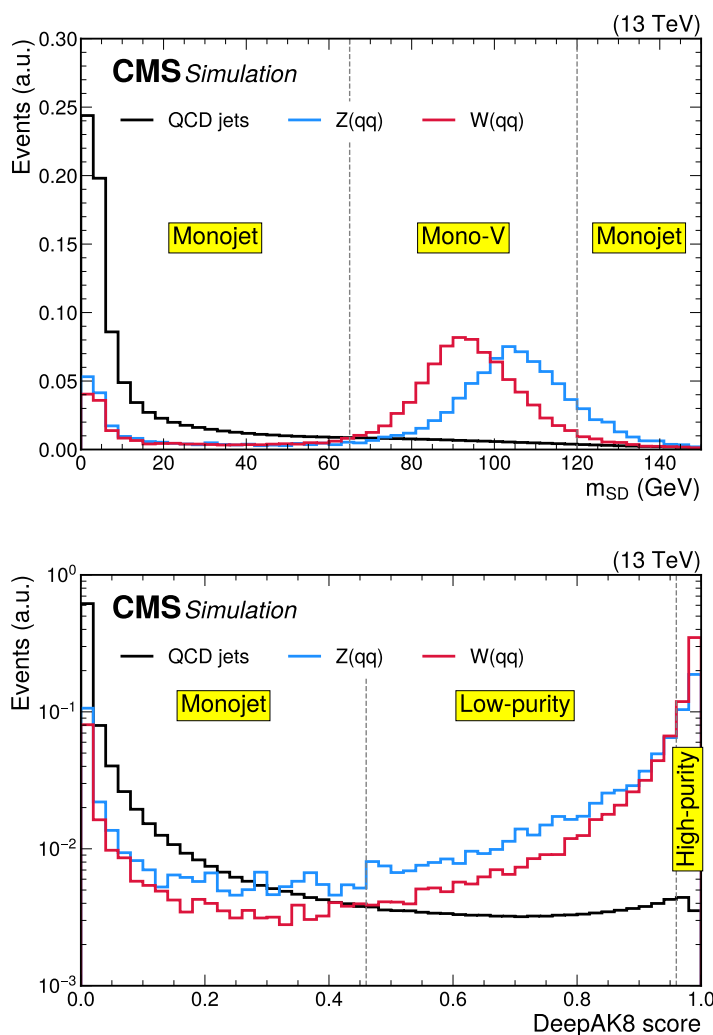 (13 TeV)
CMS Simulation
QCD jets Z(qq) W(qq)
Monojet Mono-V Monojet
Events (a.u.)
0.30
0.25
0.20
0.15
0.10
0.05
0.00
0 20 40 60 80 100 120 140
mSD (GeV)
(13 TeV)
CMS Simulation
QCD jets Z(qq) W(qq)
Monojet Low-purity
High-purity
Events (a.u.)
10⁰
10⁻¹
10⁻²
10⁻³
0.0 0.2 0.4 0.6 0.8 1.0
DeepAK8 score